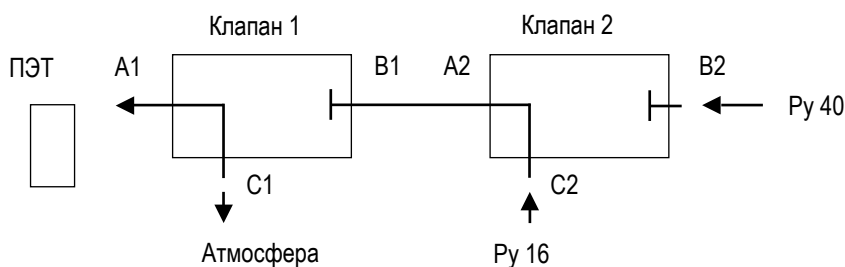 Клапан 1
Клапан 2
ПЭТ
A1
B1
A2
B2
Ру 40
C1
C2
Атмосфера
Ру 16